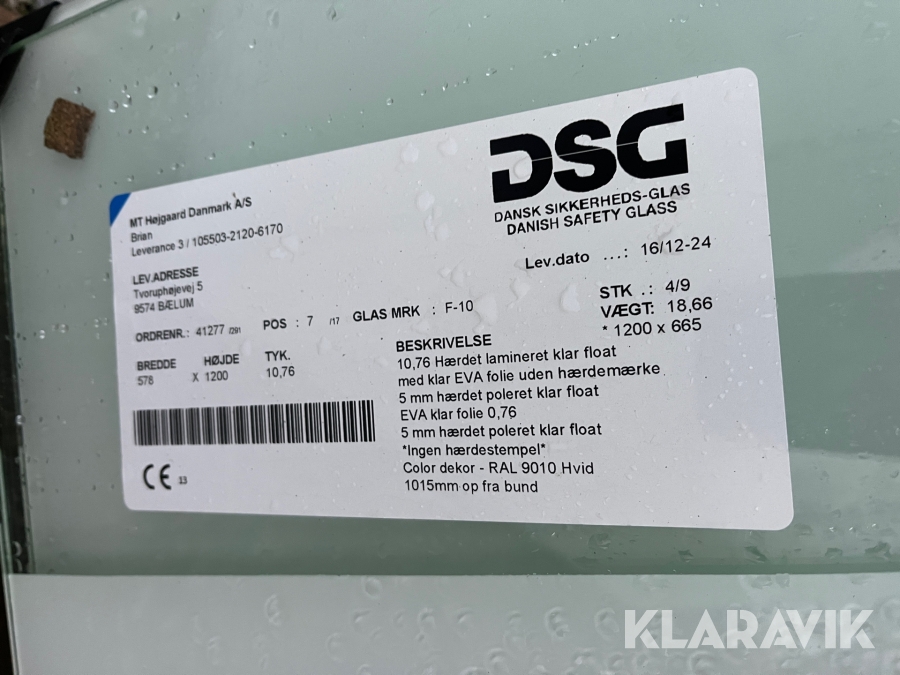 DSG
DANSK SIKKERHEDS-GLAS
DANISH SAFETY GLASS
MT Højgaard Danmark A/S
Brian
Leverance 3 / 105503-2120-6170
Lev.dato ...: 16/12-24
LEV.ADRESSE
Tvoruphøjevej 5
9574 BÆLUM
STK .: 4/9
VÆGT: 18,66
* 1200 x 665
ORDRENR.: 41277 /291 POS : 7 /17 GLAS MRK : F-10
BREDDE HØJDE TYK.
578 X 1200 10,76
BESKRIVELSE
10,76 Hærdet lamineret klar float
med klar EVA folie uden hærdemærke
5 mm hærdet poleret klar float
EVA klar folie 0,76
5 mm hærdet poleret klar float
*Ingen hærdestempel*
Color dekor - RAL 9010 Hvid
1015mm op fra bund
CE 13
KLARAVIK